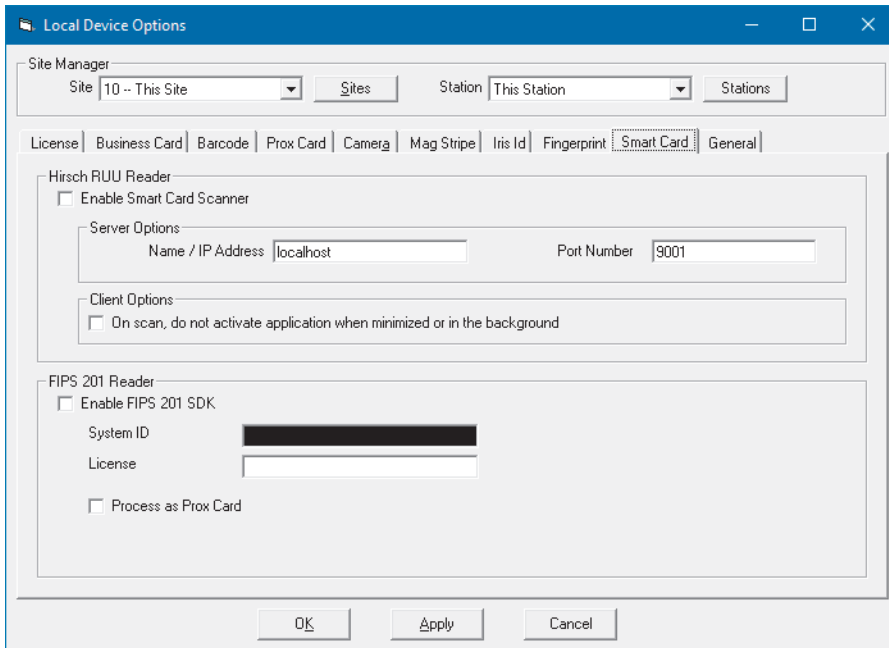 Local Device Options
Site Manager
Site 10 -- This Site Sites Station This Station Stations
License Business Card Barcode Prox Card Camera Mag Stripe Iris Id Fingerprint Smart Card General
Hirsch RUU Reader
Enable Smart Card Scanner
Server Options
Name / IP Address localhost Port Number 9001
Client Options
On scan, do not activate application when minimized or in the background
FIPS 201 Reader
Enable FIPS 201 SDK
System ID
License
Process as Prox Card
OK Apply Cancel